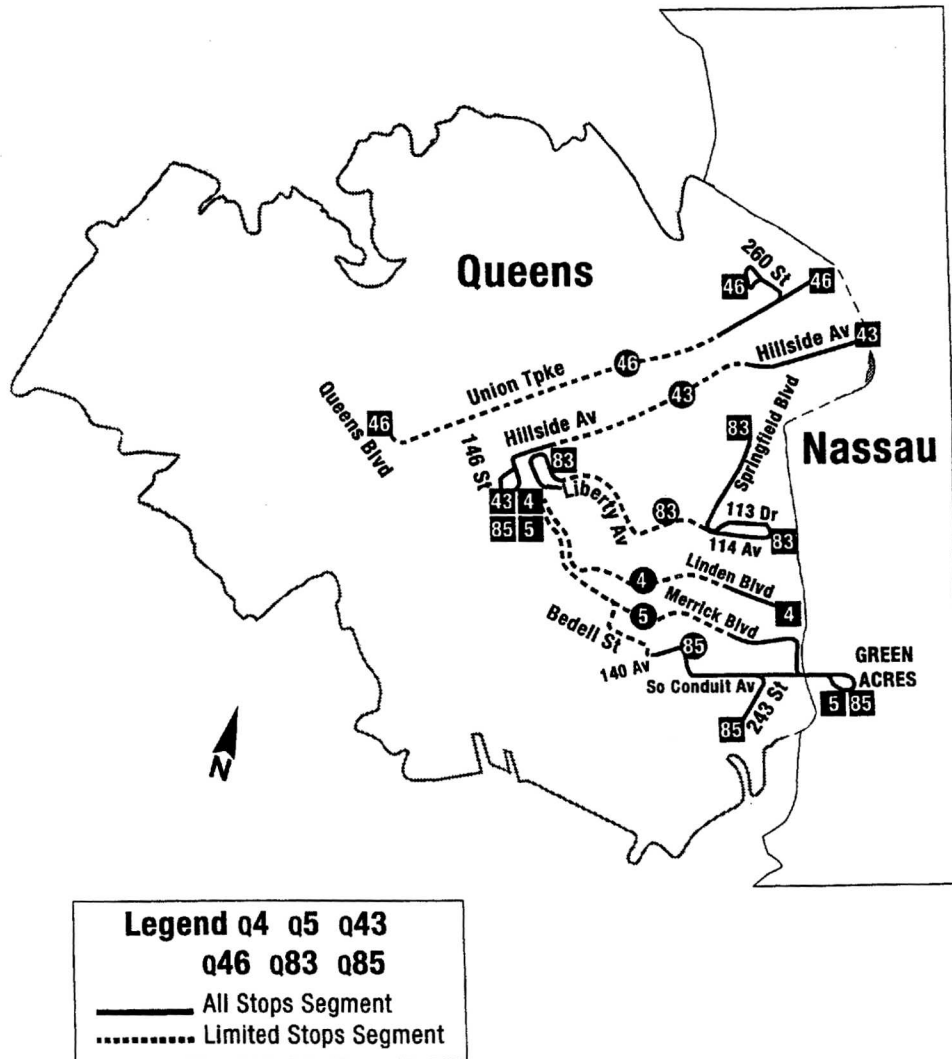 Queens
260 St
46
46
Hillside Av
43
46
Union Tpke
43
Queens Blvd
46
Hillside Av
146 St
83
Springfield Blvd
83
Nassau
43 4
85 5
Liberty Av
83
113 Dr
114 Av
83
4
Linden Blvd
4
5
Merrick Blvd
Bedell St
85
140 Av
So Conduit Av
GREEN
ACRES
5 85
243 St
85
N
Legend Q4 Q5 Q43
Q46 Q83 Q85
All Stops Segment
Limited Stops Segment